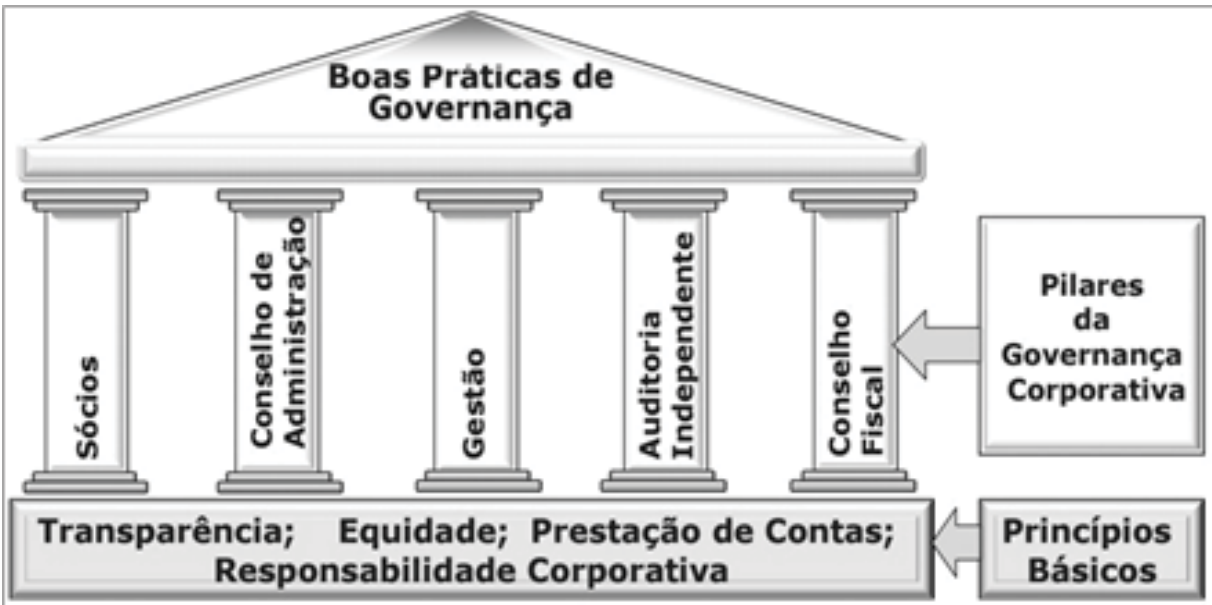 Boas Práticas de
Governança
Sócios
Conselho de
Administração
Gestão
Auditoria
Independente
Conselho
Fiscal
Pilares
da
Governança
Corporativa
Transparência; Equidade; Prestação de Contas;
Responsabilidade Corporativa
Princípios
Básicos